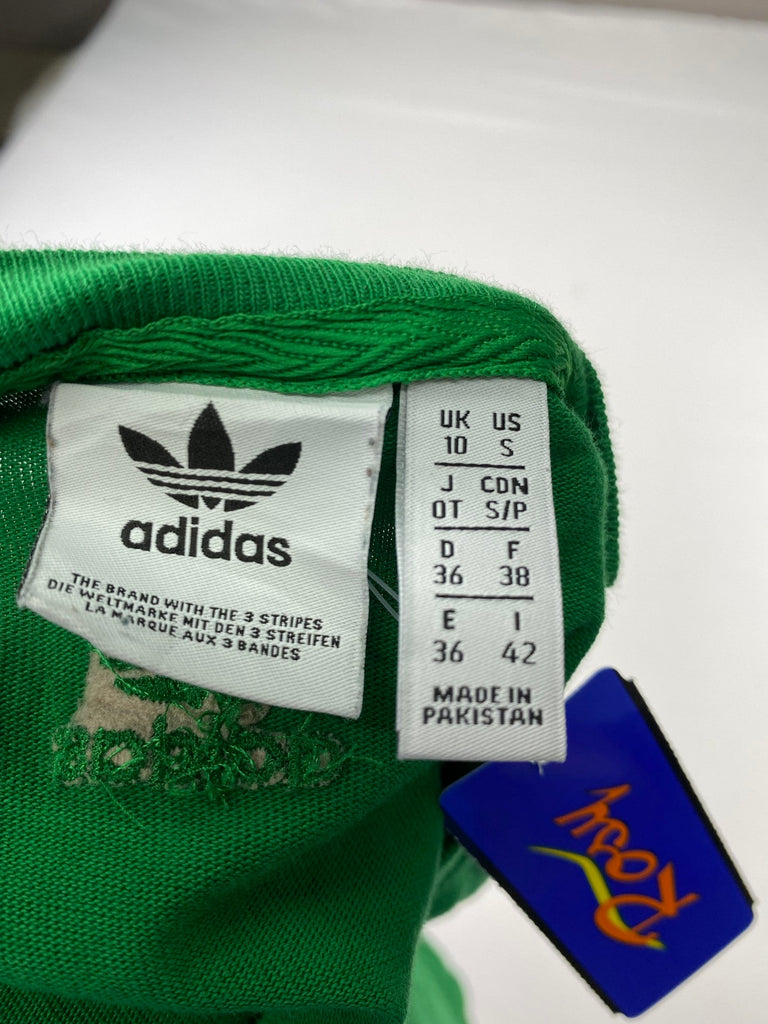 adidas
THE BRAND WITH THE 3 STRIPES
DIE WELTMARKE MIT DEN 3 STREIFEN
LA MARQUE AUX 3 BANDES
UK US
10 S
J CDN
OT S/P
D F
36 38
E I
36 42
MADE IN
PAKISTAN
Rosy